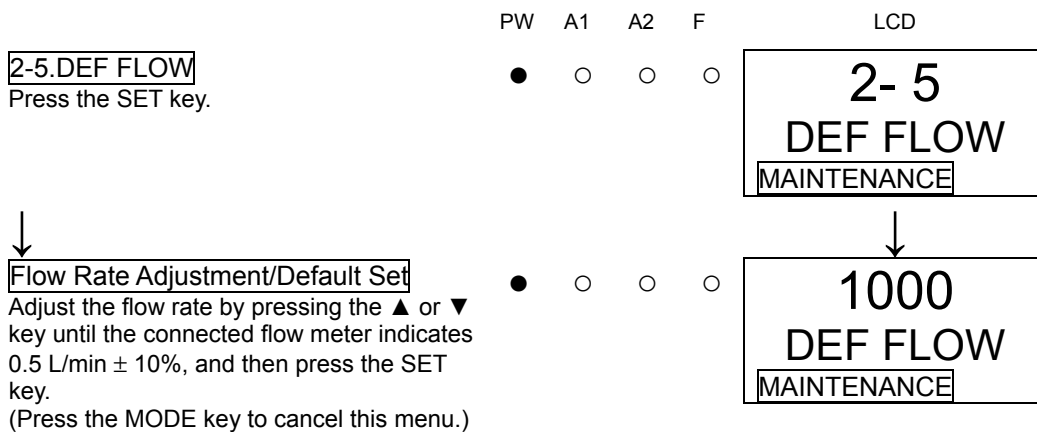 PW A1 A2 F LCD
2-5.DEF FLOW
Press the SET key.
● ○ ○ ○
2- 5
DEF FLOW
MAINTENANCE
↓ ↓
Flow Rate Adjustment/Default Set
Adjust the flow rate by pressing the ▲ or ▼
key until the connected flow meter indicates
0.5 L/min ± 10%, and then press the SET
key.
(Press the MODE key to cancel this menu.)
● ○ ○ ○
1000
DEF FLOW
MAINTENANCE